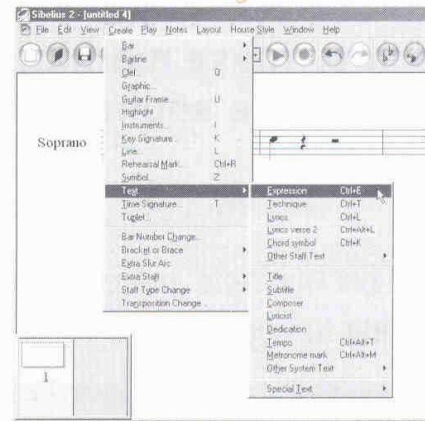 Sibelius 2 - [untitled 4]
File Edit View Create Play Notes Layout House Style Window Help
Bar
Barline
Clef... Q
Graphic...
Guitar Frame... U
Highlight
Instruments... I
Key Signature... K
Line... L
Rehearsal Mark... Ctrl+R
Symbol... Z
Text
Time Signature... T
Tuplet...
Bar Number Change...
Bracket or Brace
Extra Slur Arc
Extra Staff
Staff Type Change
Transposition Change...
Soprano
Expression Ctrl+E
Technique Ctrl+T
Lyrics Ctrl+L
Lyrics verse 2 Ctrl+Alt+L
Chord symbol Ctrl+K
Other Staff Text
Title
Subtitle
Composer
Lyricist
Dedication
Tempo Ctrl+Alt+T
Metronome mark Ctrl+Alt+M
Other System Text
Special Text
1